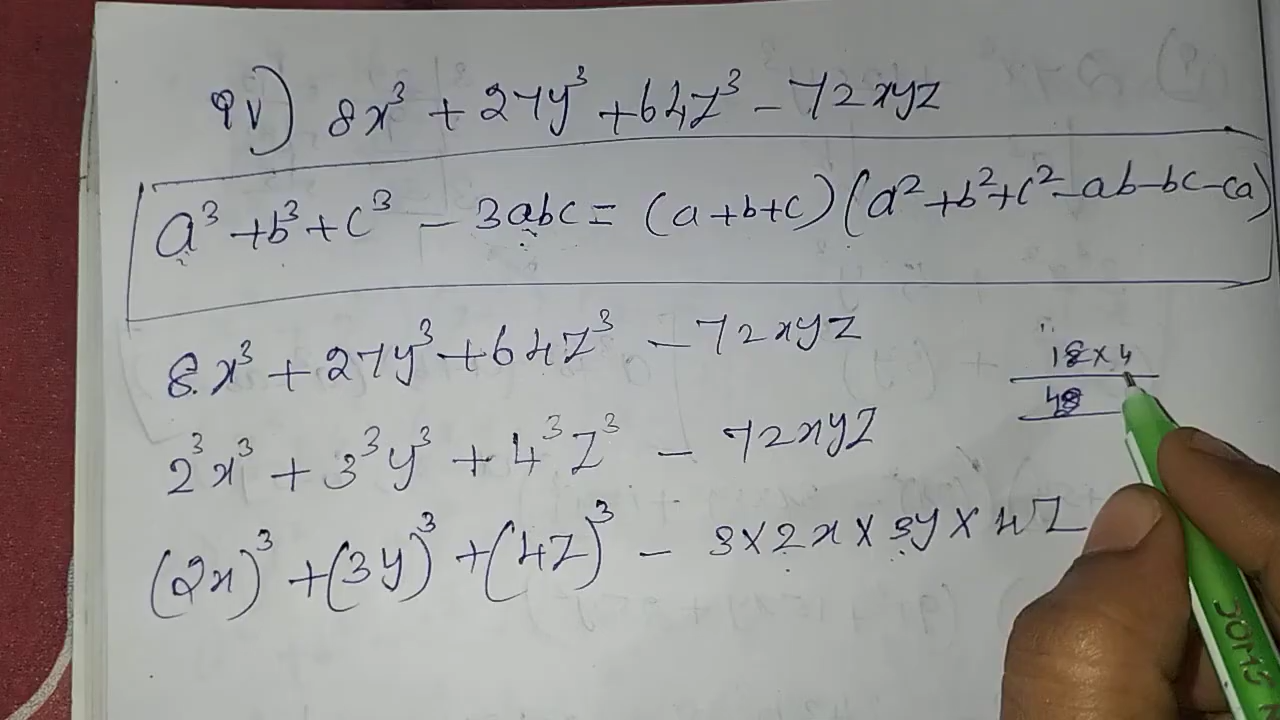 iv) 8x³ + 27y³ + 64z³ - 72xyz
a³ + b³ + c³ - 3abc = (a+b+c)(a² + b² + c² - ab - bc - ca)
8x³ + 27y³ + 64z³ - 72xyz
18×4
2³x³ + 3³y³ + 4³z³ - 72xyz
(2x)³ + (3y)³ + (4z)³ - 3×2x×3y×4z